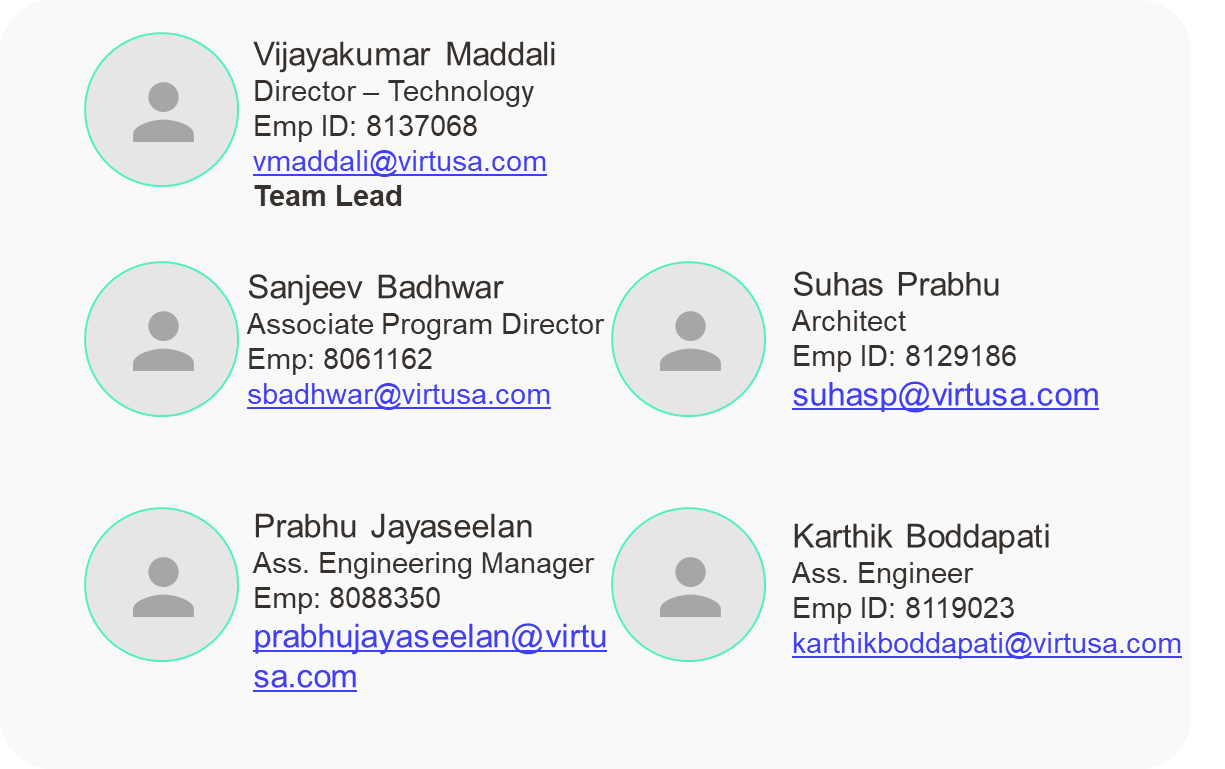 Vijayakumar Maddali
Director – Technology
Emp ID: 8137068
vmaddali@virtusa.com
Team Lead
Sanjeev Badhwar
Associate Program Director
Emp: 8061162
sbadhwar@virtusa.com
Suhas Prabhu
Architect
Emp ID: 8129186
suhasp@virtusa.com
Prabhu Jayaseelan
Ass. Engineering Manager
Emp: 8088350
prabhujayaseelan@virtu
sa.com
Karthik Boddapati
Ass. Engineer
Emp ID: 8119023
karthikboddapati@virtusa.com